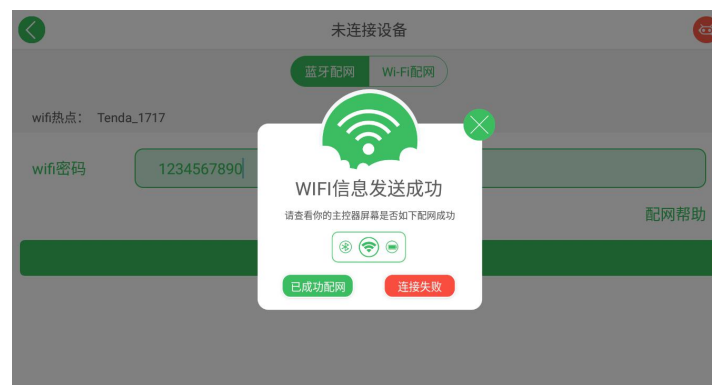 未连接设备
蓝牙配网 Wi-Fi配网
wifi热点： Tenda_1717
wifi密码 1234567890
WIFI信息发送成功
请查看你的主控器屏幕是否如下配网成功
配网帮助
已成功配网 连接失败